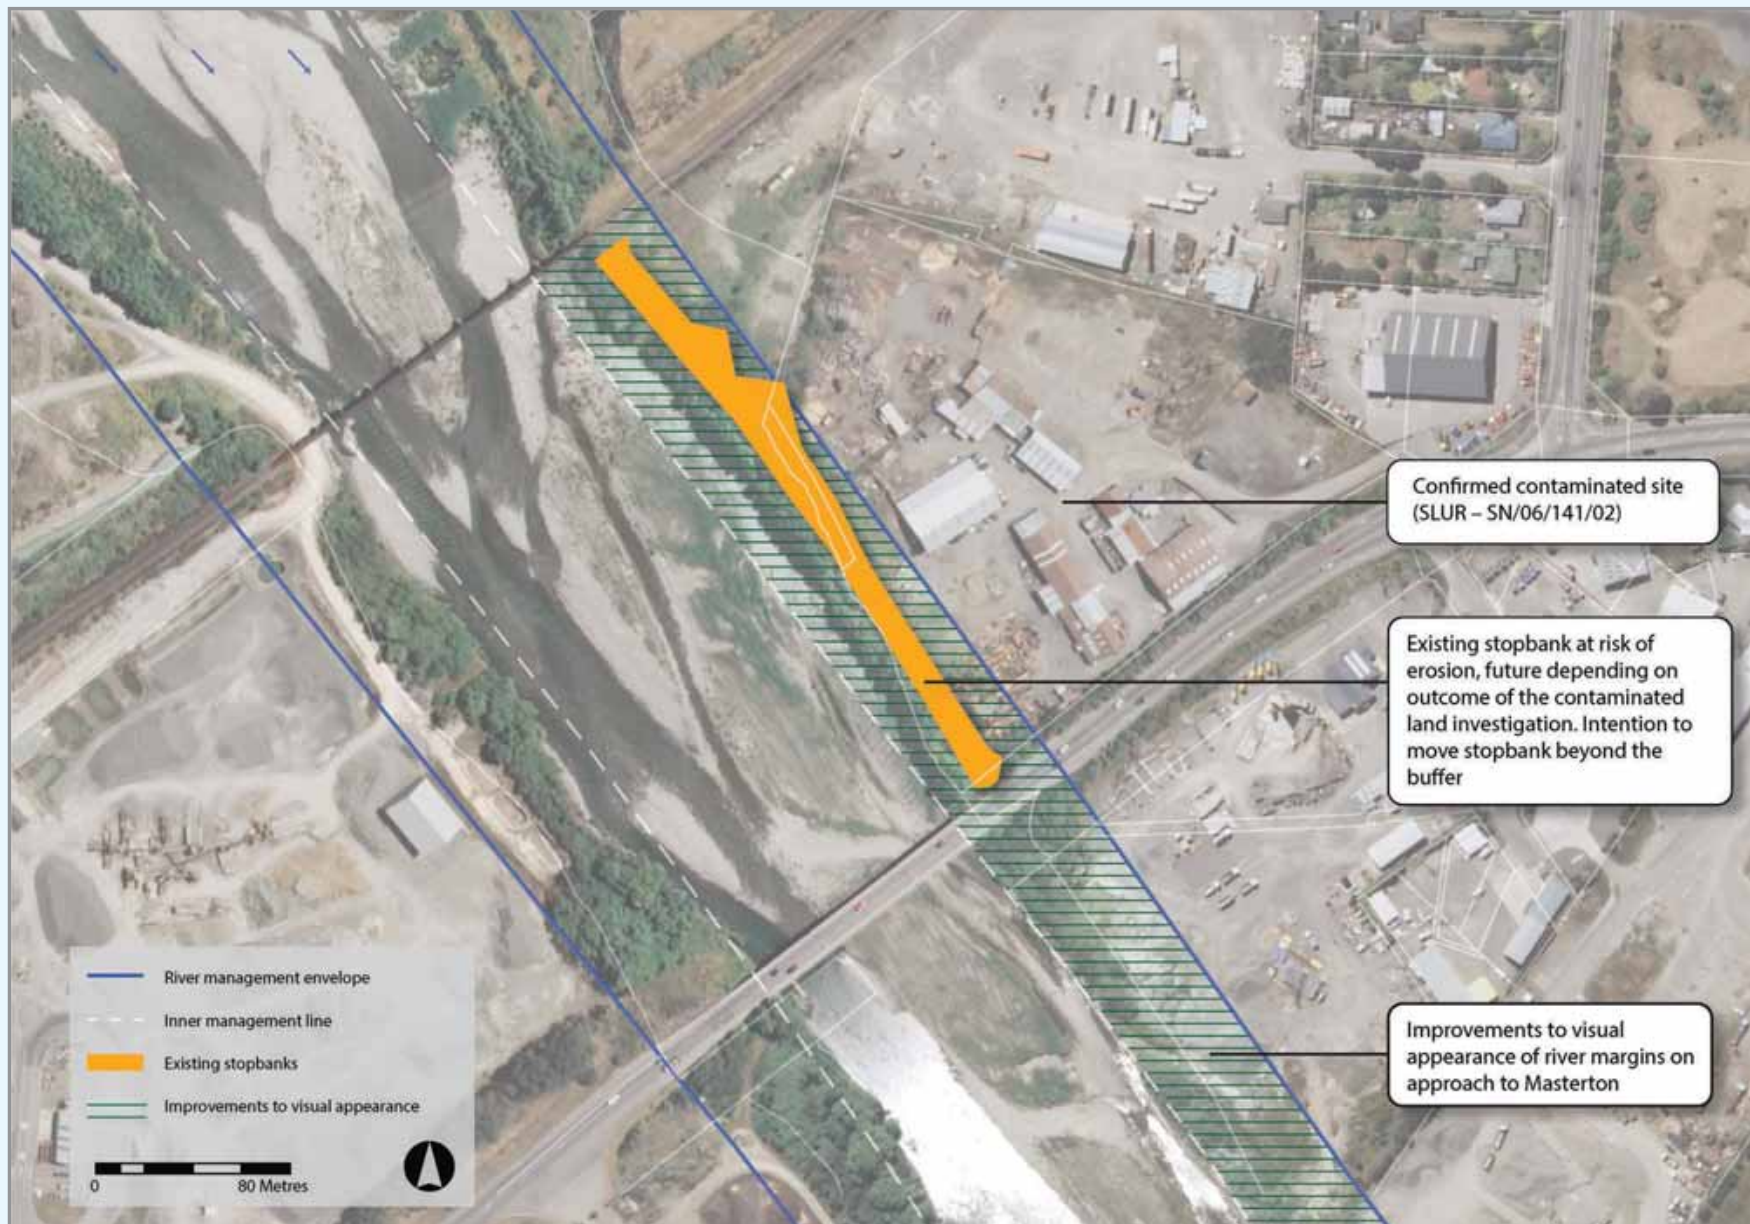 Confirmed contaminated site
(SLUR – SN/06/141/02)
Existing stopbank at risk of
erosion, future depending on
outcome of the contaminated
land investigation. Intention to
move stopbank beyond the
buffer
Improvements to visual
appearance of river margins on
approach to Masterton
River management envelope
Inner management line
Existing stopbanks
Improvements to visual appearance
0 80 Metres